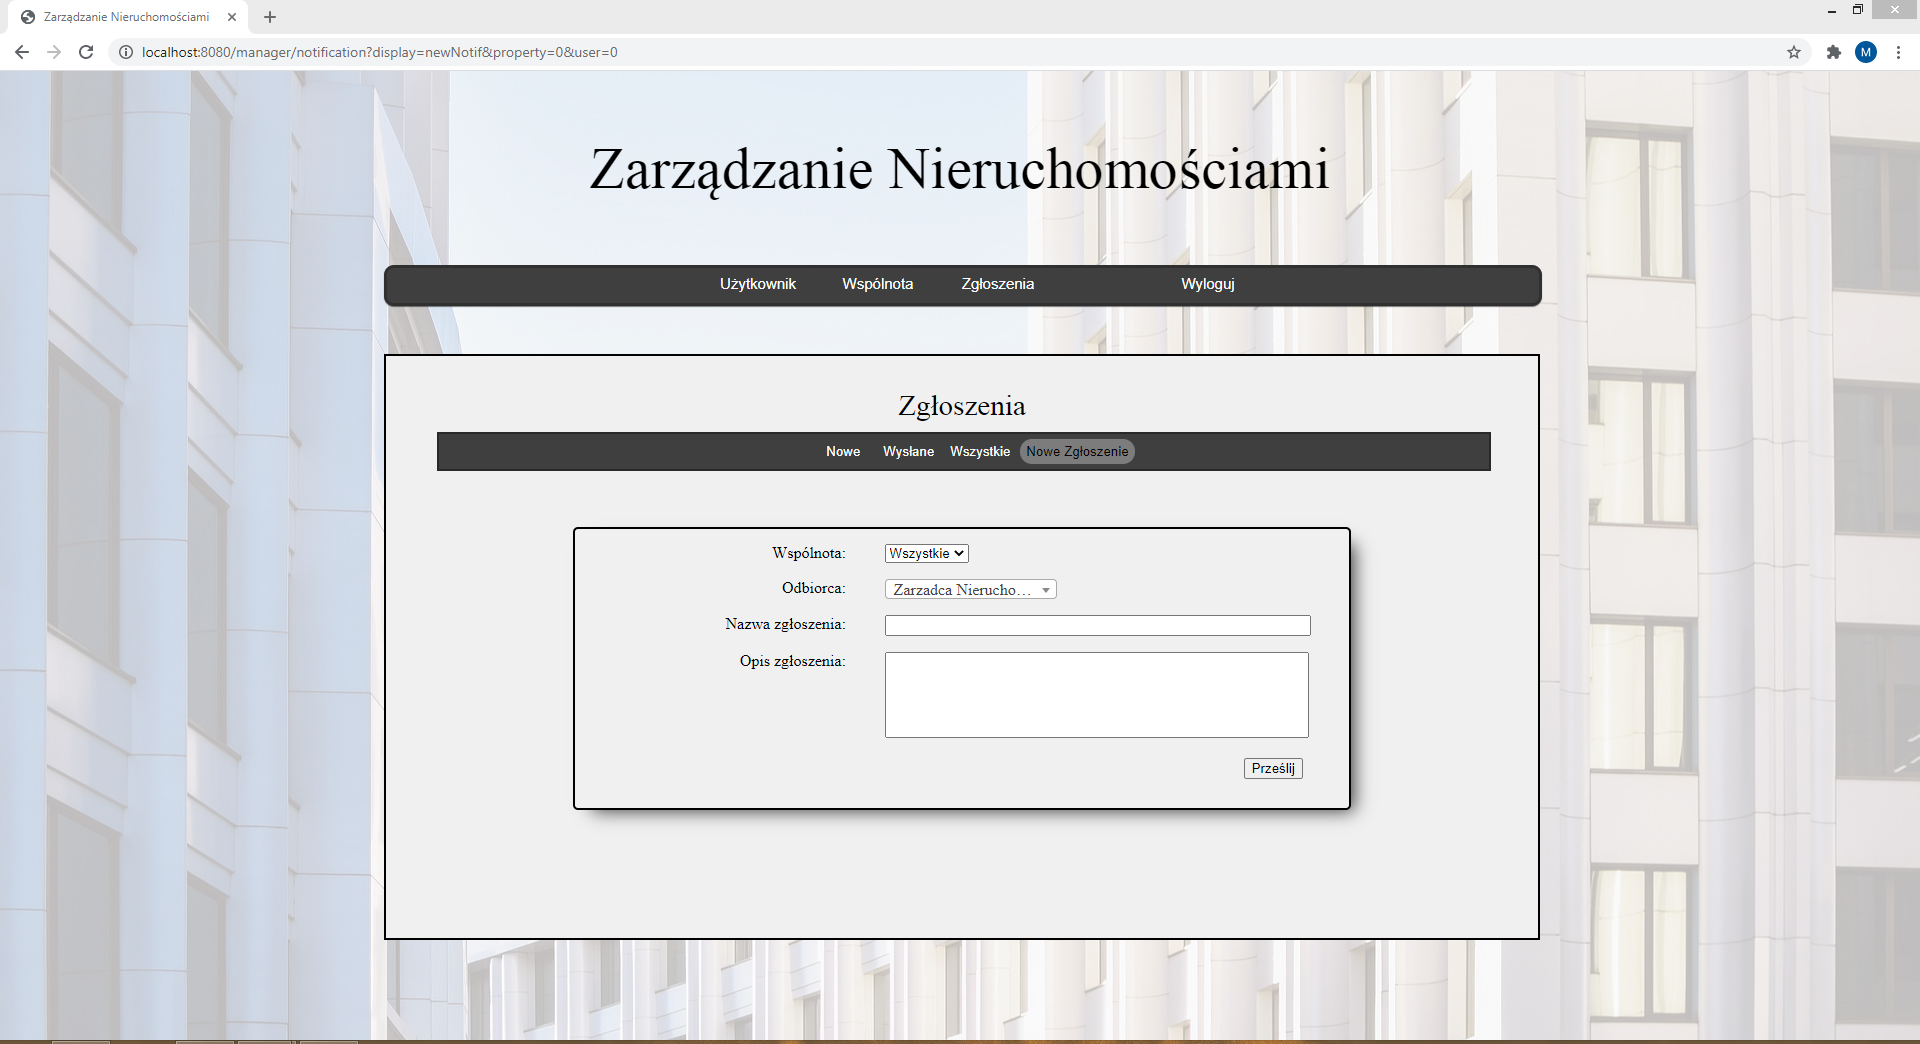 Zarządzanie Nieruchomościami
localhost:8080/manager/notification?display=newNotif&property=0&user=0
M
Zarządzanie Nieruchomościami
Użytkownik Wspólnota Zgłoszenia Wyloguj
Zgłoszenia
Nowe Wysłane Wszystkie Nowe Zgłoszenie
Wspólnota: Wszystkie
Odbiorca: Zarzadca Nierucho...
Nazwa zgłoszenia:
Opis zgłoszenia:
Prześlij